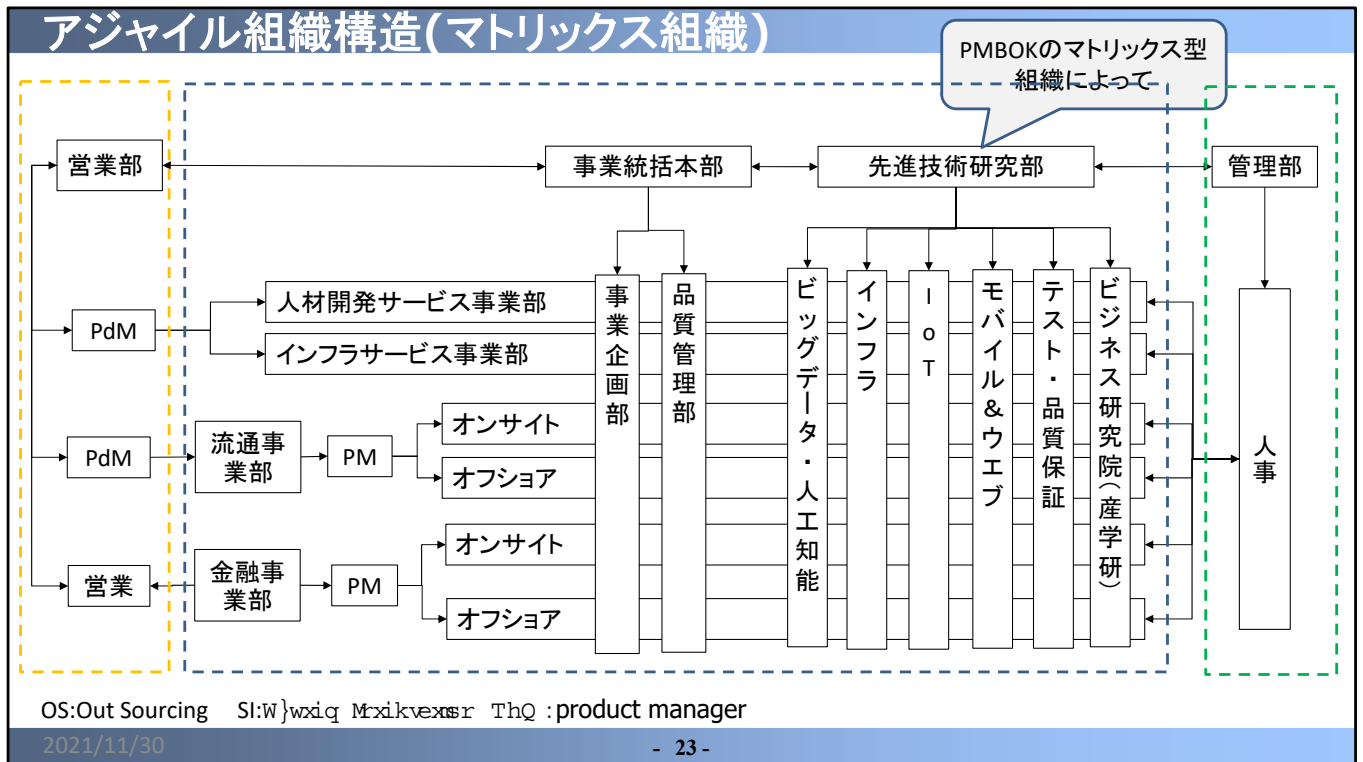 アジャイル組織構造(マトリックス組織)
PMBOKのマトリックス型
組織によって
営業部
事業統括本部
先進技術研究部
管理部
PdM
人材開発サービス事業部
インフラサービス事業部
PdM
流通事
業部
PM
オンサイト
オフショア
営業
金融事
業部
PM
オンサイト
オフショア
事業企画部
品質管理部
ビッグデータ・人工知能
インフラ
IoT
モバイル&ウエブ
テスト・品質保証
ビジネス研究院(産学研)
人事
OS:Out Sourcing SI:W}wxiq Mrxikvexmsr ThQ :product manager
2021/11/30
- 23 -